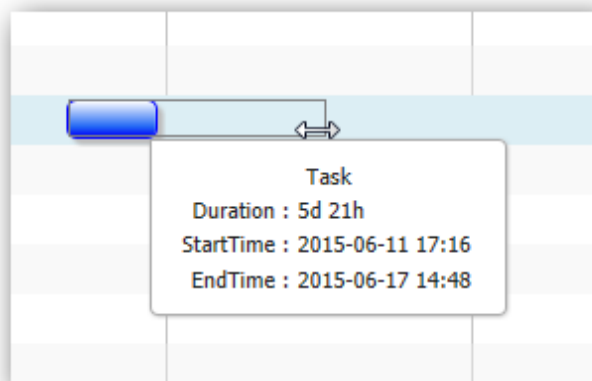 Task
Duration : 5d 21h
StartTime : 2015-06-11 17:16
EndTime : 2015-06-17 14:48